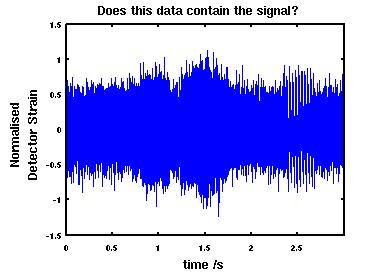 Does this data contain the signal?
1.5
1
0.5
0
-0.5
-1
-1.5
Normalised
Detector Strain
0 0.5 1 1.5 2 2.5
time /s